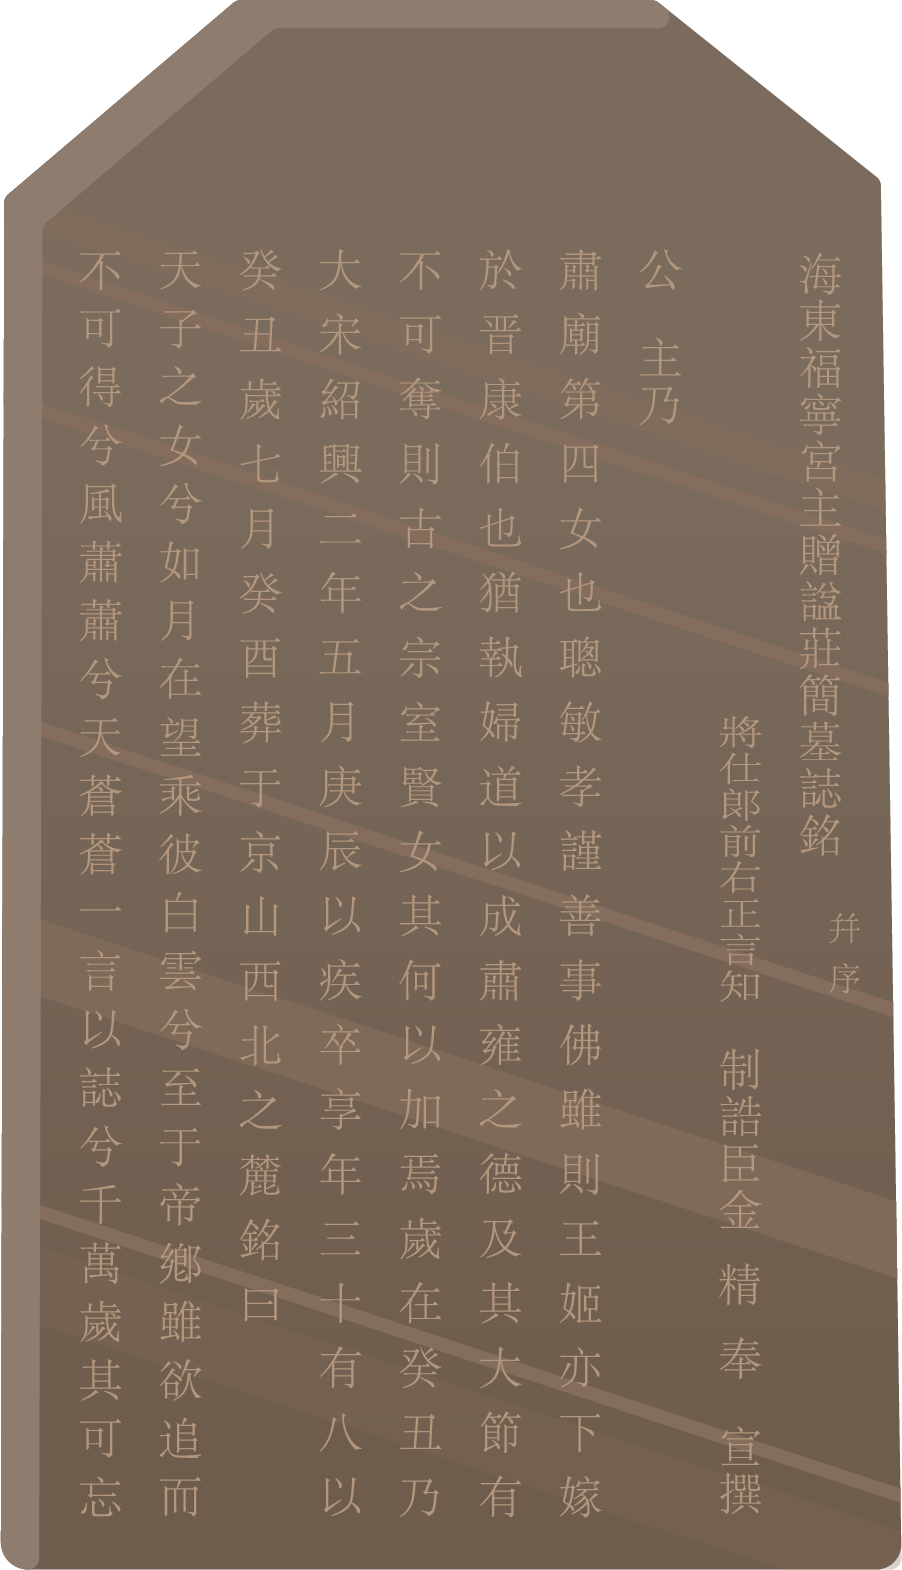 海東福寧宮主贈諡莊簡墓誌銘 幷序
將仕郞前右正言知 制誥臣金 精 奉 宣撰
公 主乃
肅廟第四女也聰敏孝謹善事佛雖則王姬亦下嫁
於晋康伯也猶執婦道以成肅雍之德及其大節有
不可奪則古之宗室賢女其何以加焉歲在癸丑乃
大宋紹興二年五月庚辰以疾卒享年三十有八以
癸丑歲七月癸酉葬于京山西北之麓銘曰
天子之女兮如月在望乘彼白雲兮至于帝鄕雖欲追而
不可得兮風蕭蕭兮天蒼蒼一言以誌兮千萬歲其可忘